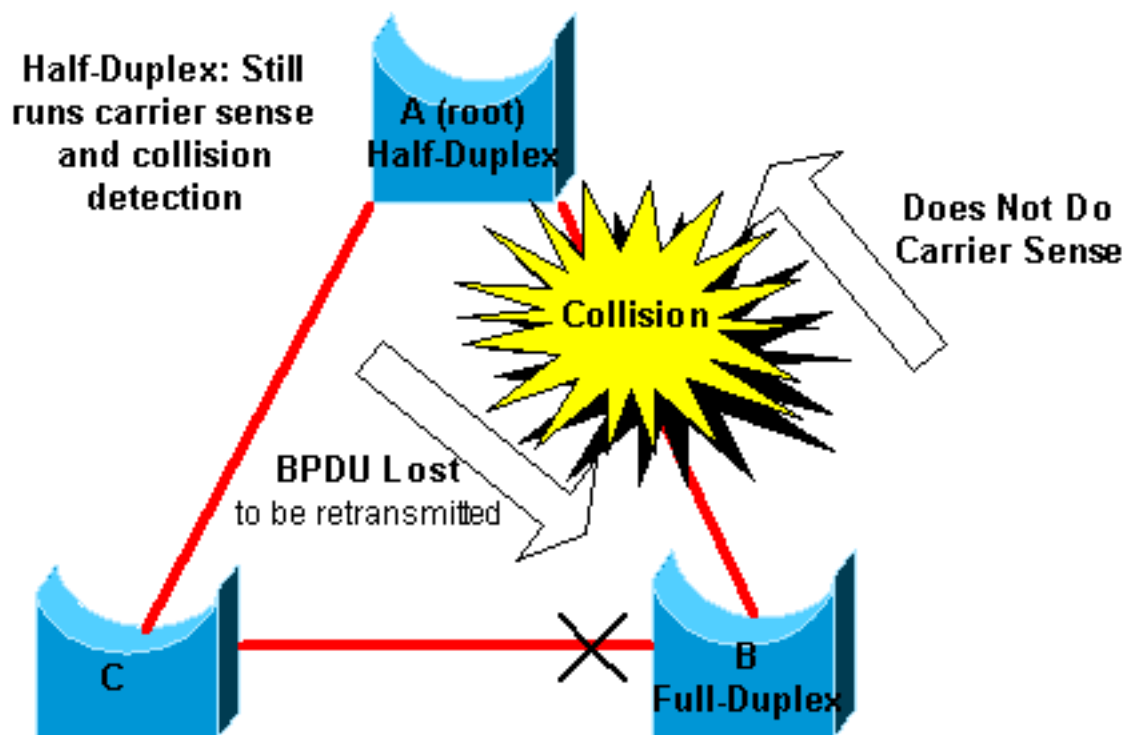 Half-Duplex: Still
runs carrier sense
and collision
detection
A (root)
Half-Duplex
Does Not Do
Carrier Sense
Collision
BPDU Lost
to be retransmitted
C
B
Full-Duplex